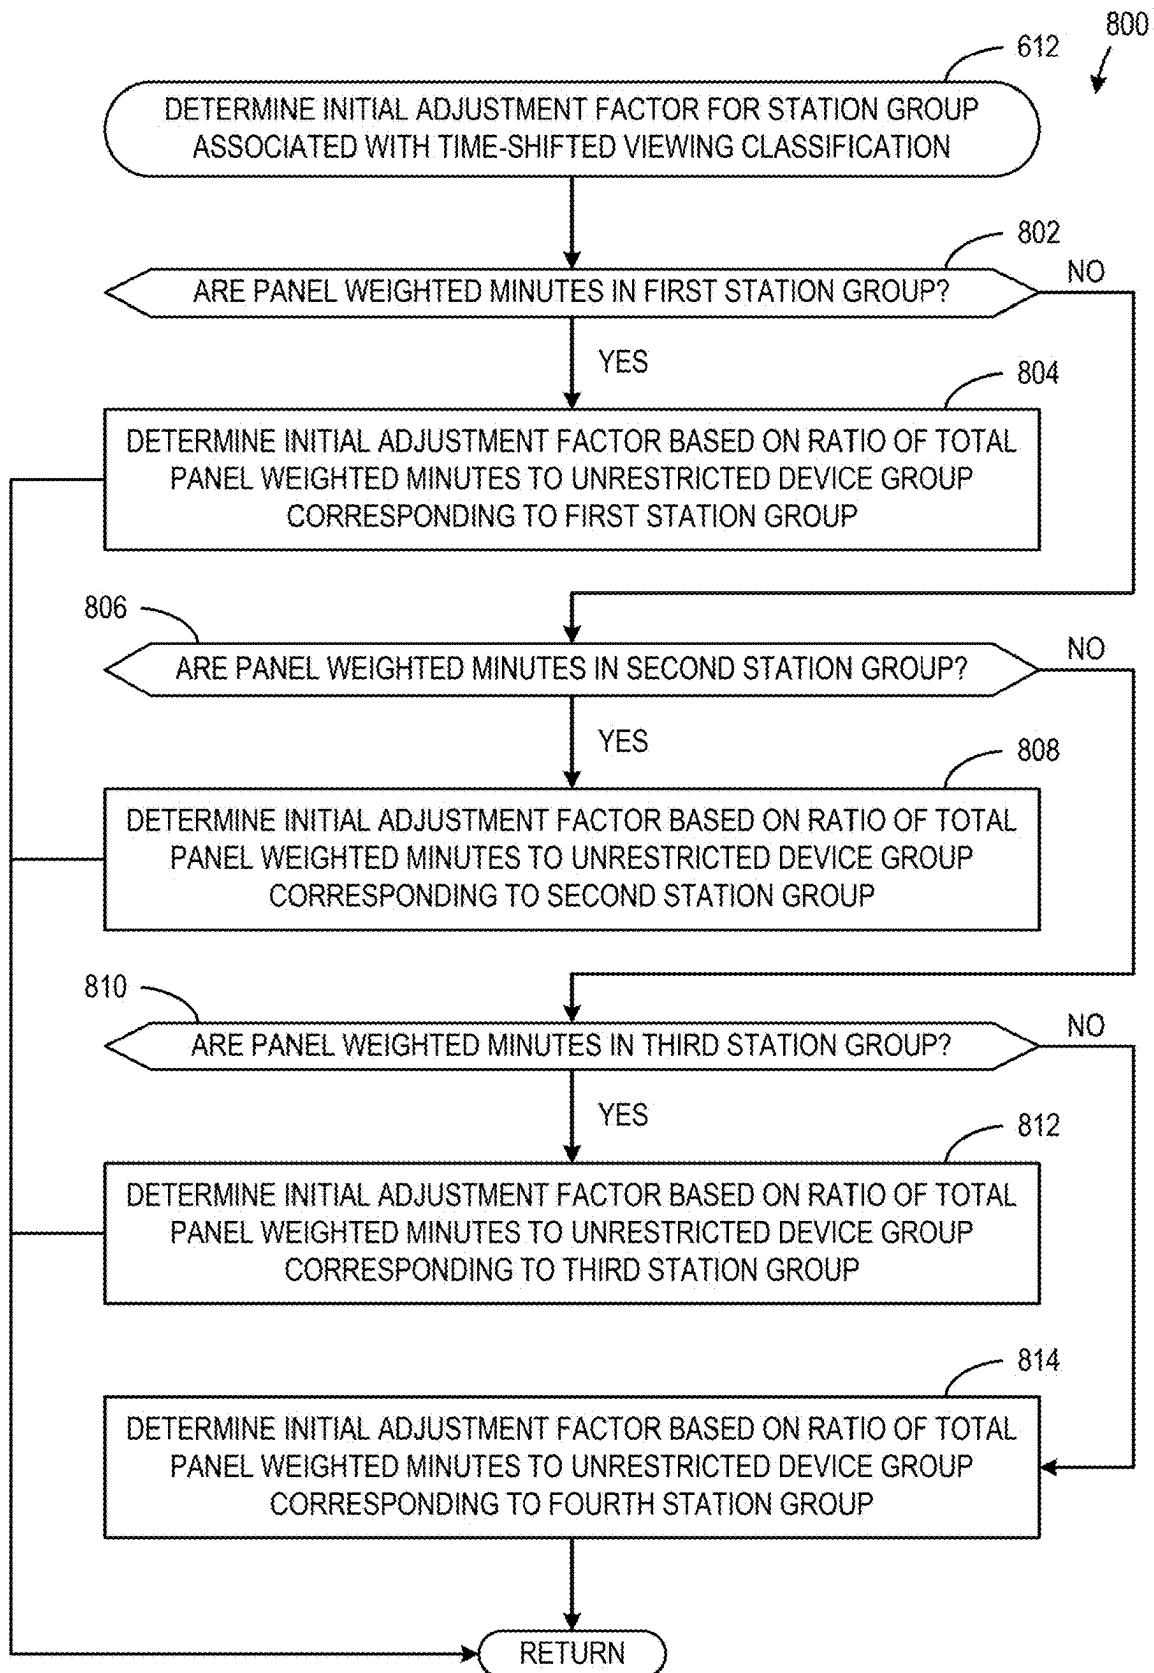 800
612
DETERMINE INITIAL ADJUSTMENT FACTOR FOR STATION GROUP
ASSOCIATED WITH TIME-SHIFTED VIEWING CLASSIFICATION
802
ARE PANEL WEIGHTED MINUTES IN FIRST STATION GROUP?
NO
YES
804
DETERMINE INITIAL ADJUSTMENT FACTOR BASED ON RATIO OF TOTAL
PANEL WEIGHTED MINUTES TO UNRESTRICTED DEVICE GROUP
CORRESPONDING TO FIRST STATION GROUP
806
ARE PANEL WEIGHTED MINUTES IN SECOND STATION GROUP?
NO
YES
808
DETERMINE INITIAL ADJUSTMENT FACTOR BASED ON RATIO OF TOTAL
PANEL WEIGHTED MINUTES TO UNRESTRICTED DEVICE GROUP
CORRESPONDING TO SECOND STATION GROUP
810
ARE PANEL WEIGHTED MINUTES IN THIRD STATION GROUP?
NO
YES
812
DETERMINE INITIAL ADJUSTMENT FACTOR BASED ON RATIO OF TOTAL
PANEL WEIGHTED MINUTES TO UNRESTRICTED DEVICE GROUP
CORRESPONDING TO THIRD STATION GROUP
814
DETERMINE INITIAL ADJUSTMENT FACTOR BASED ON RATIO OF TOTAL
PANEL WEIGHTED MINUTES TO UNRESTRICTED DEVICE GROUP
CORRESPONDING TO FOURTH STATION GROUP
RETURN